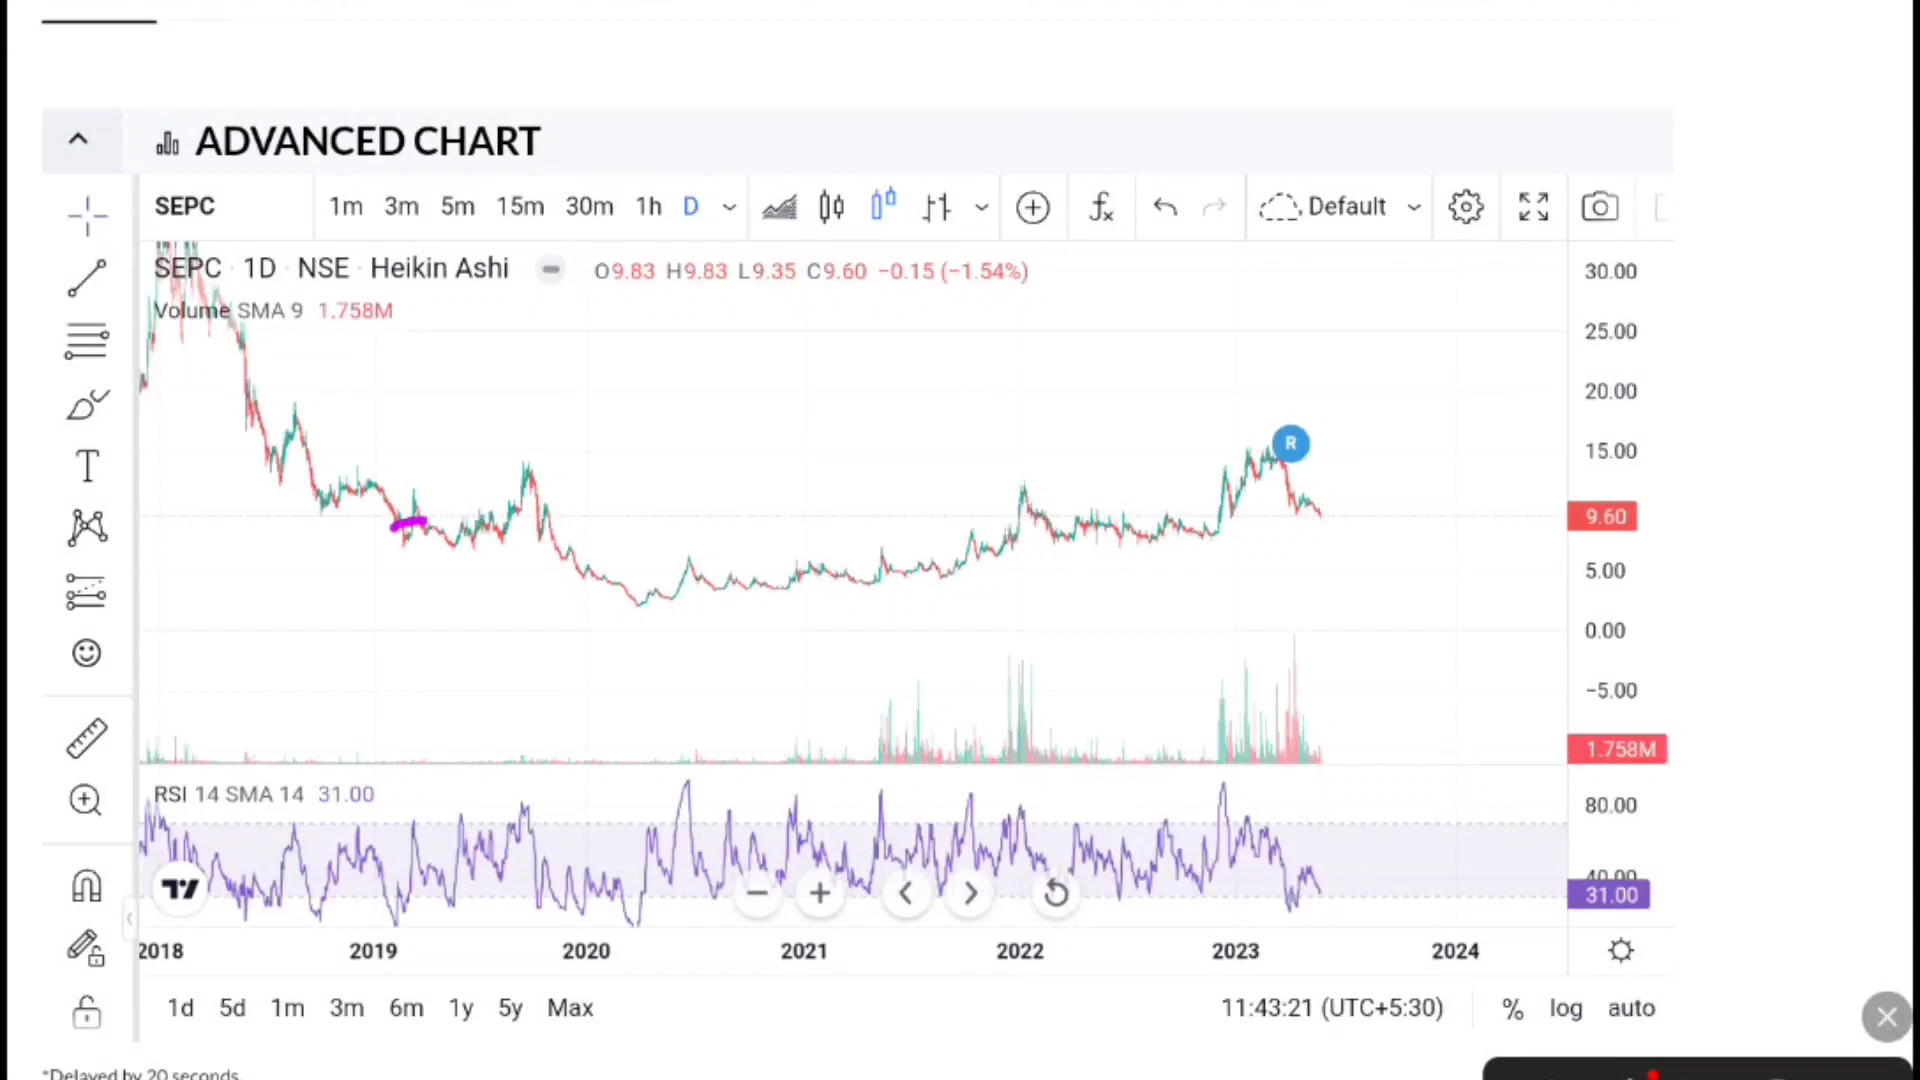 ADVANCED CHART
SEPC 1m 3m 5m 15m 30m 1h D Default
SEPC · 1D · NSE · Heikin Ashi O9.83 H9.83 L9.35 C9.60 −0.15 (−1.54%)
Volume SMA 9 1.758M
30.00
25.00
20.00
R
15.00
9.60
5.00
0.00
−5.00
1.758M
RSI 14 SMA 14 31.00
80.00
40.00
31.00
2018 2019 2020 2021 2022 2023 2024
1d 5d 1m 3m 6m 1y 5y Max 11:43:21 (UTC+5:30) % log auto
*Delayed by 20 seconds.